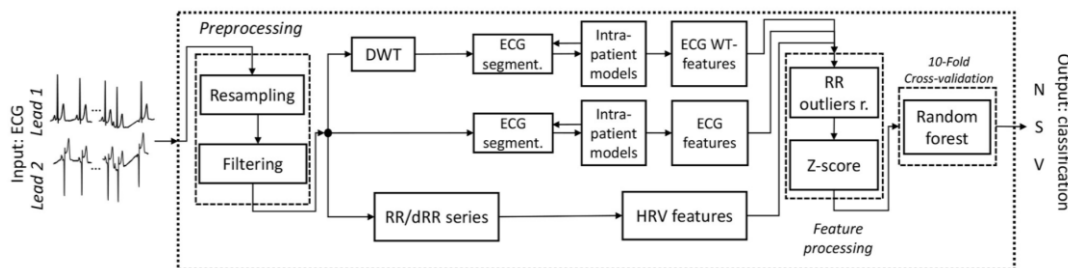 Input: ECG
Lead 1
Lead 2
...
...
Preprocessing
Resampling
Filtering
DWT
ECG
segment.
Intra-
patient
models
ECG WT-
features
ECG
segment.
Intra-
patient
models
ECG
features
RR/dRR series
HRV features
RR
outliers r.
Z-score
Feature
processing
10-Fold
Cross-validation
Random
forest
N
S
V
Output: classification